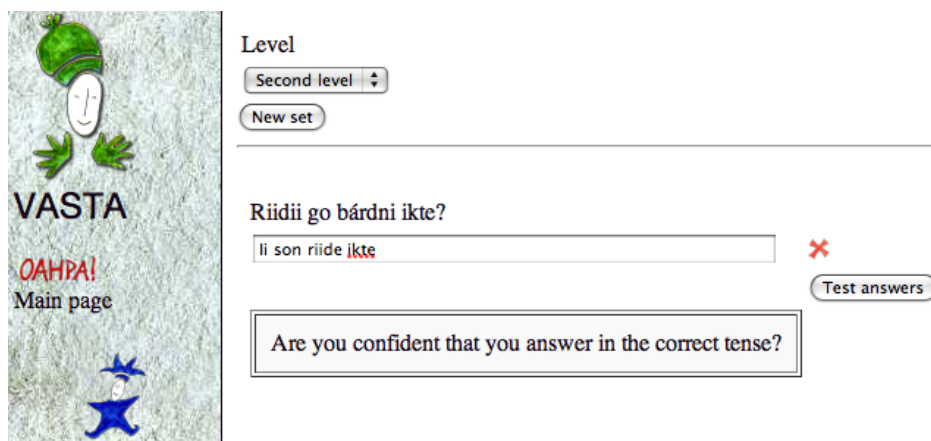 Level
Second level
New set
VASTA
Riidii go bárdni ikte?
Ii son riide ikte
OAHPA!
Main page
Test answers
Are you confident that you answer in the correct tense?